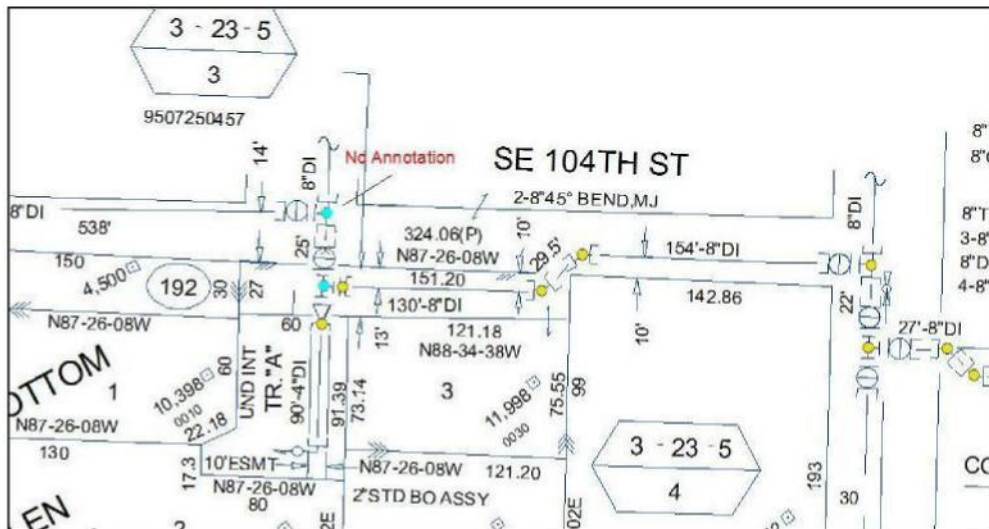 3 - 23 - 5
3
9507250457
14'
8"DI
No Annotation
SE 104TH ST
2-8"45° BEND,MJ
8"DI
8"
8"DI
538'
25'
324.06(P)
N87-26-08W
10'
29.5'
154'-8"DI
150
4,500
192
30
27
151.20
130'-8"DI
142.86
22'
27'-8"DI
N87-26-08W
60
13'
121.18
N88-34-38W
10'
OTTOM
1
60
UND INT
TR. "A"
90'-4"DI
91.39
73.14
3
75.55
99
10,398
0010
22.18
11,998
0030
N87-26-08W
130
17.3
10'ESMT
N87-26-08W
121.20
N87-26-08W
80
2"STD BO ASSY
3 - 23 - 5
4
193
30
EN
02E
02E
8"T
3-8"
8"D
4-8"
CC